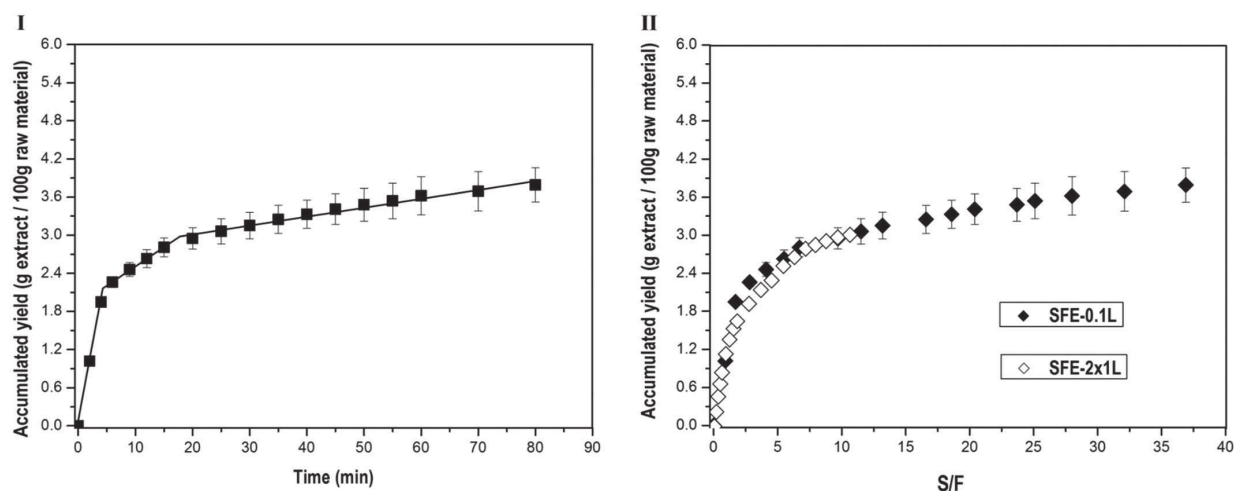 I
Accumulated yield (g extract / 100g raw material)
6.0
5.4
4.8
4.2
3.6
3.0
2.4
1.8
1.2
0.6
0.0
0 10 20 30 40 50 60 70 80 90
Time (min)
II
Accumulated yield (g extract / 100g raw material)
6.0
5.4
4.8
4.2
3.6
3.0
2.4
1.8
1.2
0.6
0.0
SFE-0.1L
SFE-2x1L
0 5 10 15 20 25 30 35 40
S/F